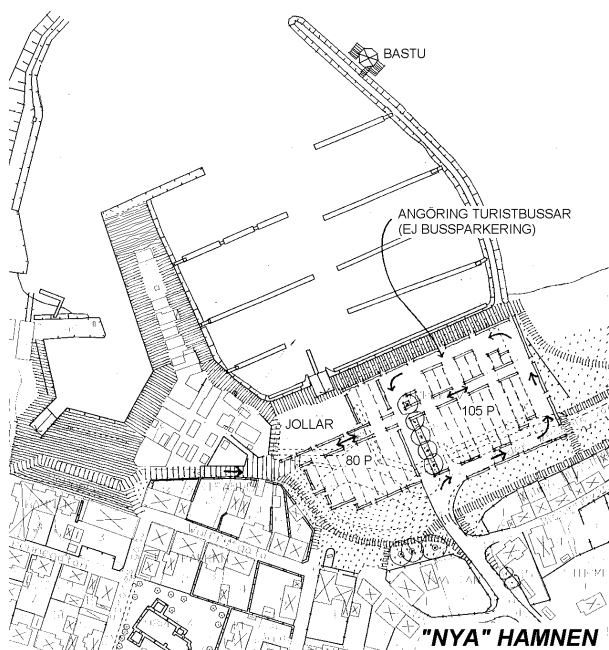 BASTU
ANGÖRING TURISTBUSSAR
(EJ BUSSPARKERING)
105 P
JOLLAR
80 P
"NYA" HAMNEN